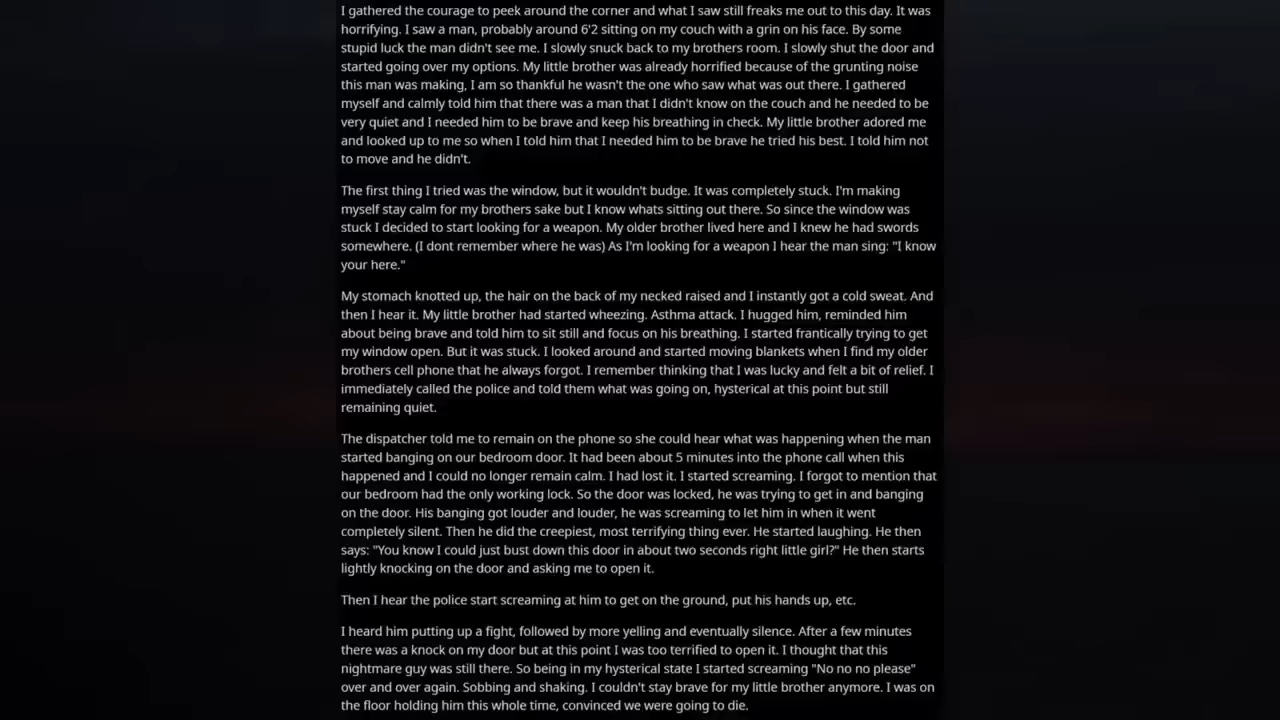 I gathered the courage to peek around the corner and what I saw still freaks me out to this day. It was
horrifying. I saw a man, probably around 6'2 sitting on my couch with a grin on his face. By some
stupid luck the man didn't see me. I slowly snuck back to my brothers room. I slowly shut the door and
started going over my options. My little brother was already horrified because of the grunting noise
this man was making, I am so thankful he wasn't the one who saw what was out there. I gathered
myself and calmly told him that there was a man that I didn't know on the couch and he needed to be
very quiet and I needed him to be brave and keep his breathing in check. My little brother adored me
and looked up to me so when I told him that I needed him to be brave he tried his best. I told him not
to move and he didn't.
The first thing I tried was the window, but it wouldn't budge. It was completely stuck. I'm making
myself stay calm for my brothers sake but I know whats sitting out there. So since the window was
stuck I decided to start looking for a weapon. My older brother lived here and I knew he had swords
somewhere. (I dont remember where he was) As I'm looking for a weapon I hear the man sing: "I know
your here."
My stomach knotted up, the hair on the back of my necked raised and I instantly got a cold sweat. And
then I hear it. My little brother had started wheezing. Asthma attack. I hugged him, reminded him
about being brave and told him to sit still and focus on his breathing. I started frantically trying to get
my window open. But it was stuck. I looked around and started moving blankets when I find my older
brothers cell phone that he always forgot. I remember thinking that I was lucky and felt a bit of relief. I
immediately called the police and told them what was going on, hysterical at this point but still
remaining quiet.
The dispatcher told me to remain on the phone so she could hear what was happening when the man
started banging on our bedroom door. It had been about 5 minutes into the phone call when this
happened and I could no longer remain calm. I had lost it. I started screaming. I forgot to mention that
our bedroom had the only working lock. So the door was locked, he was trying to get in and banging
on the door. His banging got louder and louder, he was screaming to let him in when it went
completely silent. Then he did the creepiest, most terrifying thing ever. He started laughing. He then
says: "You know I could just bust down this door in about two seconds right little girl?" He then starts
lightly knocking on the door and asking me to open it.
Then I hear the police start screaming at him to get on the ground, put his hands up, etc.
I heard him putting up a fight, followed by more yelling and eventually silence. After a few minutes
there was a knock on my door but at this point I was too terrified to open it. I thought that this
nightmare guy was still there. So being in my hysterical state I started screaming "No no no please"
over and over again. Sobbing and shaking. I couldn't stay brave for my little brother anymore. I was on
the floor holding him this whole time, convinced we were going to die.